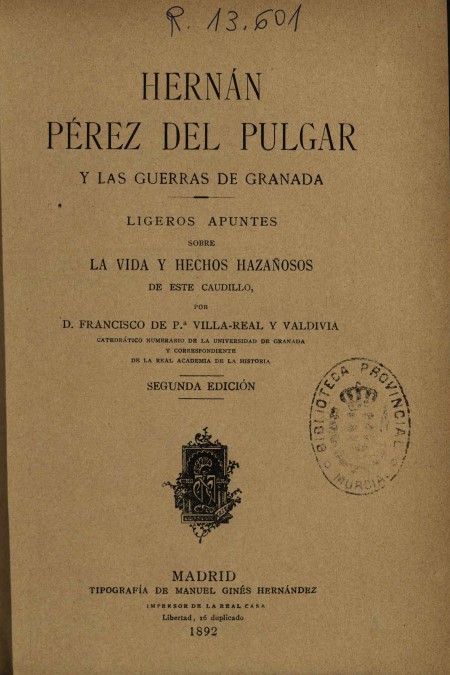 R. 13.601
HERNÁN
PÉREZ DEL PULGAR
Y LAS GUERRAS DE GRANADA
LIGEROS APUNTES
SOBRE
LA VIDA Y HECHOS HAZAÑOSOS
DE ESTE CAUDILLO,
POR
D. FRANCISCO DE P.ª VILLA-REAL Y VALDIVIA
CATEDRÁTICO NUMERARIO DE LA UNIVERSIDAD DE GRANADA
Y CORRESPONDIENTE
DE LA REAL ACADEMIA DE LA HISTORIA
SEGUNDA EDICIÓN
BIBLIOTECA PROVINCIAL
MURCIA
MADRID
TIPOGRAFÍA DE MANUEL GINÉS HERNÁNDEZ
IMPRESOR DE LA REAL CASA
Libertad, 16 duplicado
1892